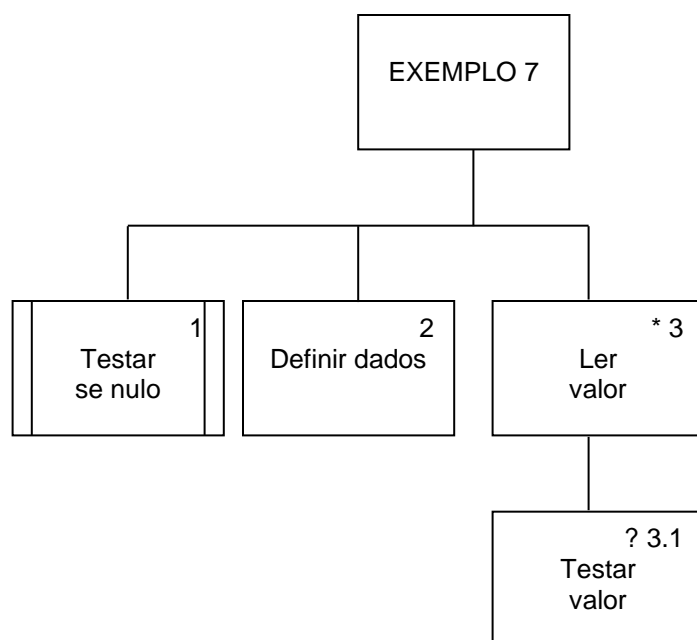 EXEMPLO 7
1
Testar
se nulo
2
Definir dados
* 3
Ler
valor
? 3.1
Testar
valor